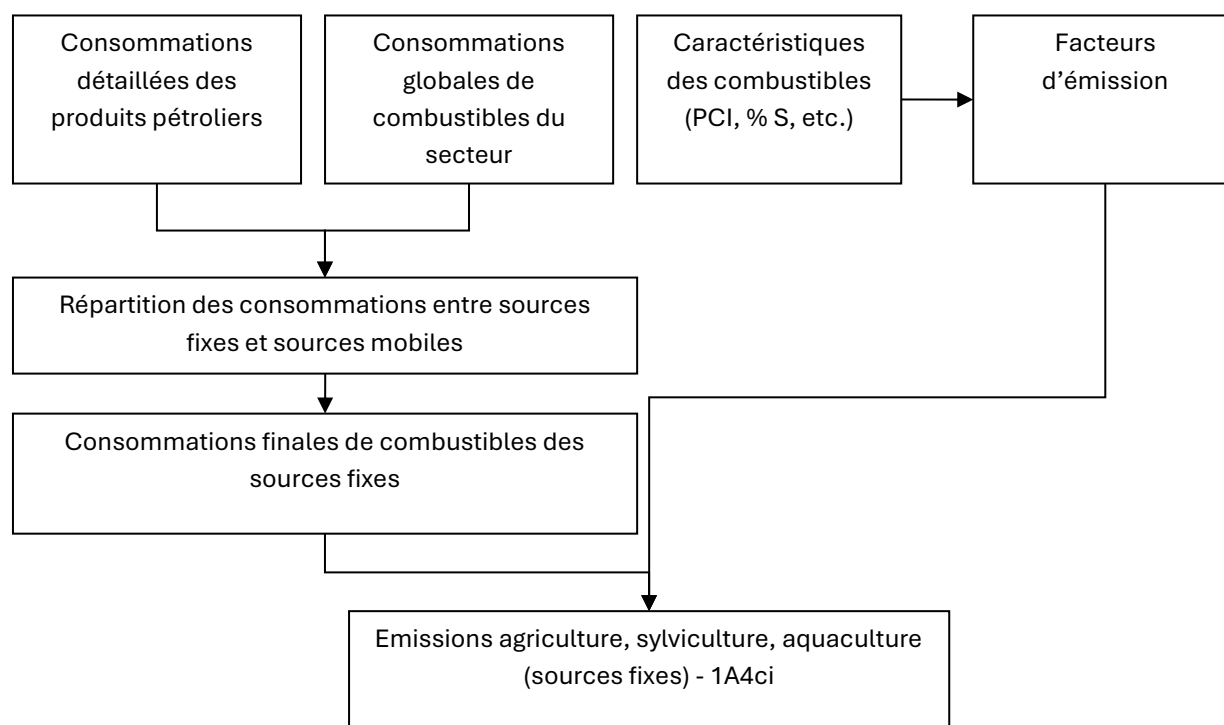 Consommations
détaillées des
produits pétroliers
Consommations
globales de
combustibles du
secteur
Caractéristiques
des combustibles
(PCI, % S, etc.)
Facteurs
d’émission
Répartition des consommations entre sources
fixes et sources mobiles
Consommations finales de combustibles des
sources fixes
Emissions agriculture, sylviculture, aquaculture
(sources fixes) - 1A4ci